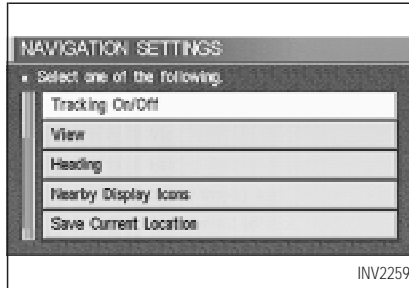 NAVIGATION SETTINGS
Select one of the following.
Tracking On/Off
View
Heading
Nearby Display Icons
Save Current Location
INV2259